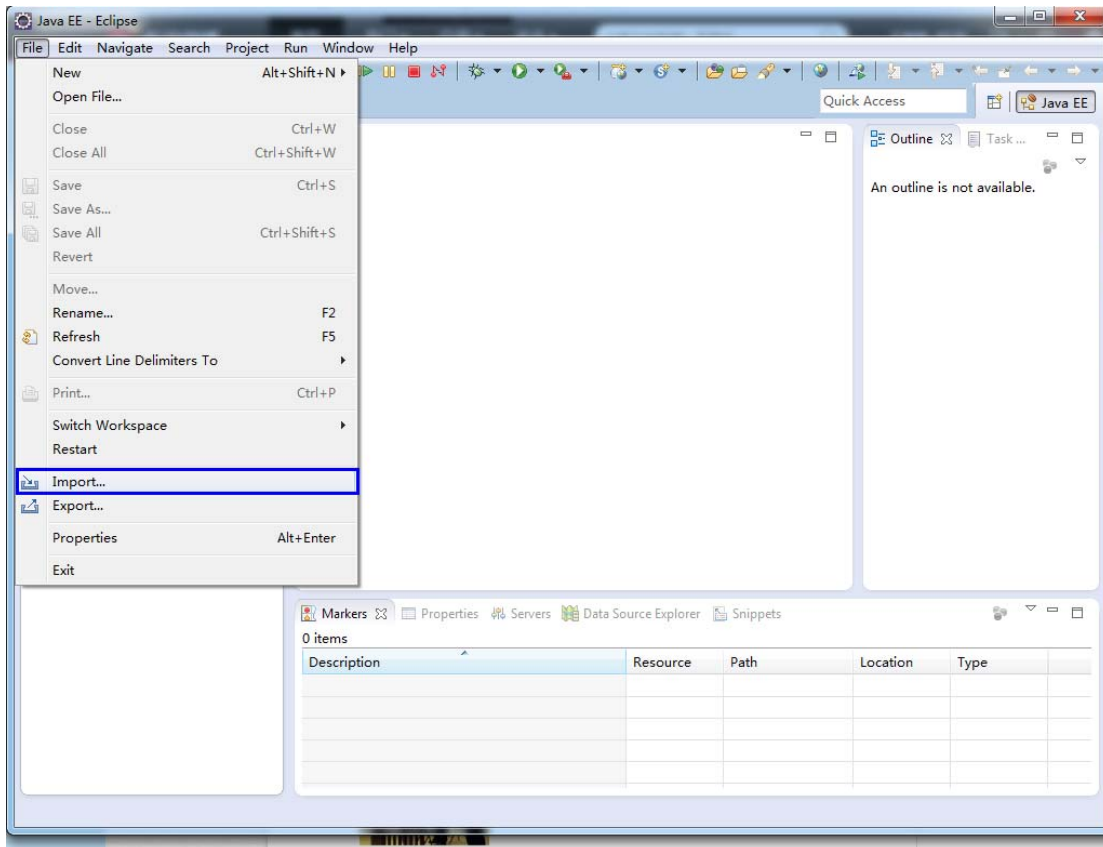 Java EE - Eclipse
File Edit Navigate Search Project Run Window Help
New Alt+Shift+N
Open File...
Quick Access Java EE
Close Ctrl+W
Close All Ctrl+Shift+W
Outline Task ...
Save Ctrl+S
An outline is not available.
Save As...
Save All Ctrl+Shift+S
Revert
Move...
Rename... F2
Refresh F5
Convert Line Delimiters To
Print... Ctrl+P
Switch Workspace
Restart
Import...
Export...
Properties Alt+Enter
Exit
Markers Properties Servers Data Source Explorer Snippets
0 items
Description Resource Path Location Type